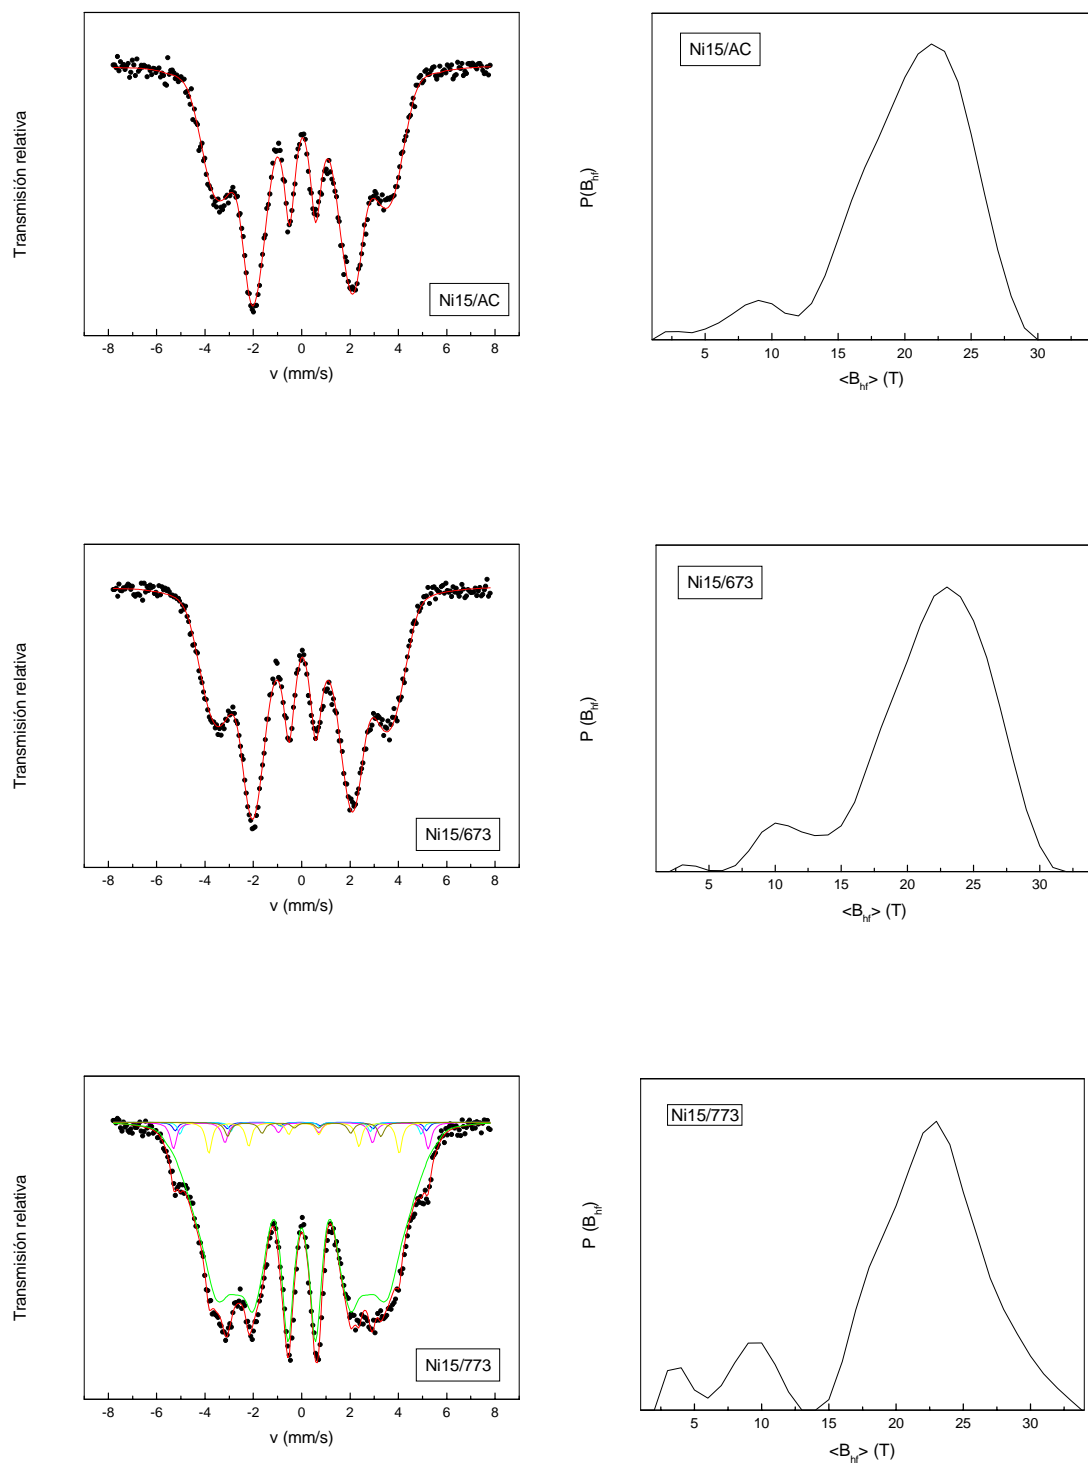 Ni15/AC
Transmisión relativa
-8 -6 -4 -2 0 2 4 6 8
v (mm/s)
Ni15/AC
P(B_hf)
5 10 15 20 25 30
<B_hf> (T)
Ni15/673
Transmisión relativa
-8 -6 -4 -2 0 2 4 6 8
v (mm/s)
Ni15/673
P (B_hf)
5 10 15 20 25 30
<B_hf> (T)
Ni15/773
Transmisión relativa
-8 -6 -4 -2 0 2 4 6 8
v (mm/s)
Ni15/773
P (B_hf)
5 10 15 20 25 30
<B_hf> (T)